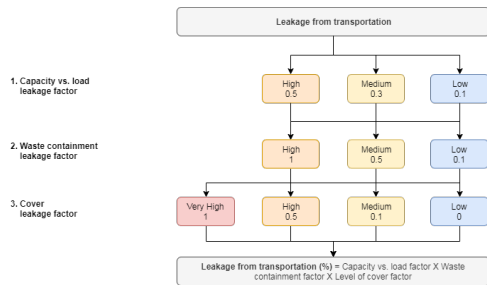 Leakage from transportation
1. Capacity vs. load
leakage factor
High
0.5
Medium
0.3
Low
0.1
2. Waste containment
leakage factor
High
1
Medium
0.5
Low
0.1
3. Cover
leakage factor
Very High
1
High
0.5
Medium
0.1
Low
0
Leakage from transportation (%) = Capacity vs. load factor X Waste
containment factor X Level of cover factor